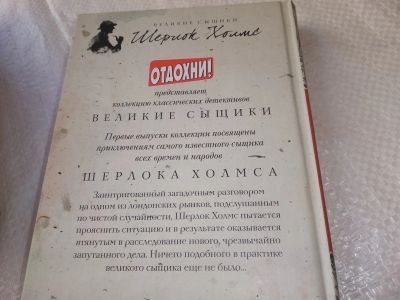 ВЕЛИКИЕ СЫЩИКИ
Шерлок Холмс
ОТДОХНИ!
представляет
коллекцию классических детективов
ВЕЛИКИЕ СЫЩИКИ
Первые выпуски коллекции посвящены
приключениям самого известного сыщика
всех времен и народов
ШЕРЛОКА ХОЛМСА
Заинтригованный загадочным разговором
на одном из лондонских рынков, подслушанным
по чистой случайности, Шерлок Холмс пытается
прояснить ситуацию и в результате оказывается
втянутым в расследование нового, чрезвычайно
запутанного дела. Ничего подобного в практике
великого сыщика еще не было...